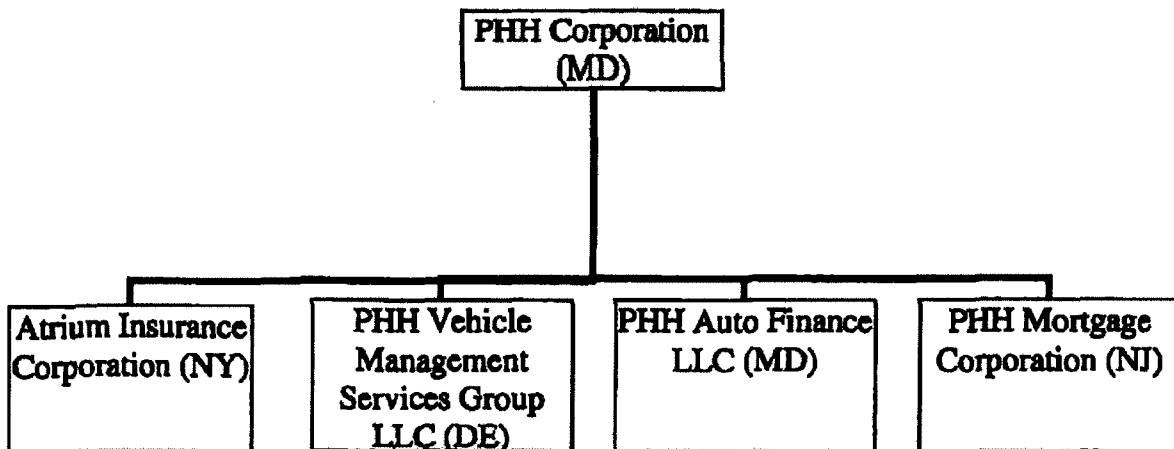 PHH Corporation
(MD)
Atrium Insurance
Corporation (NY)
PHH Vehicle
Management
Services Group
LLC (DE)
PHH Auto Finance
LLC (MD)
PHH Mortgage
Corporation (NJ)